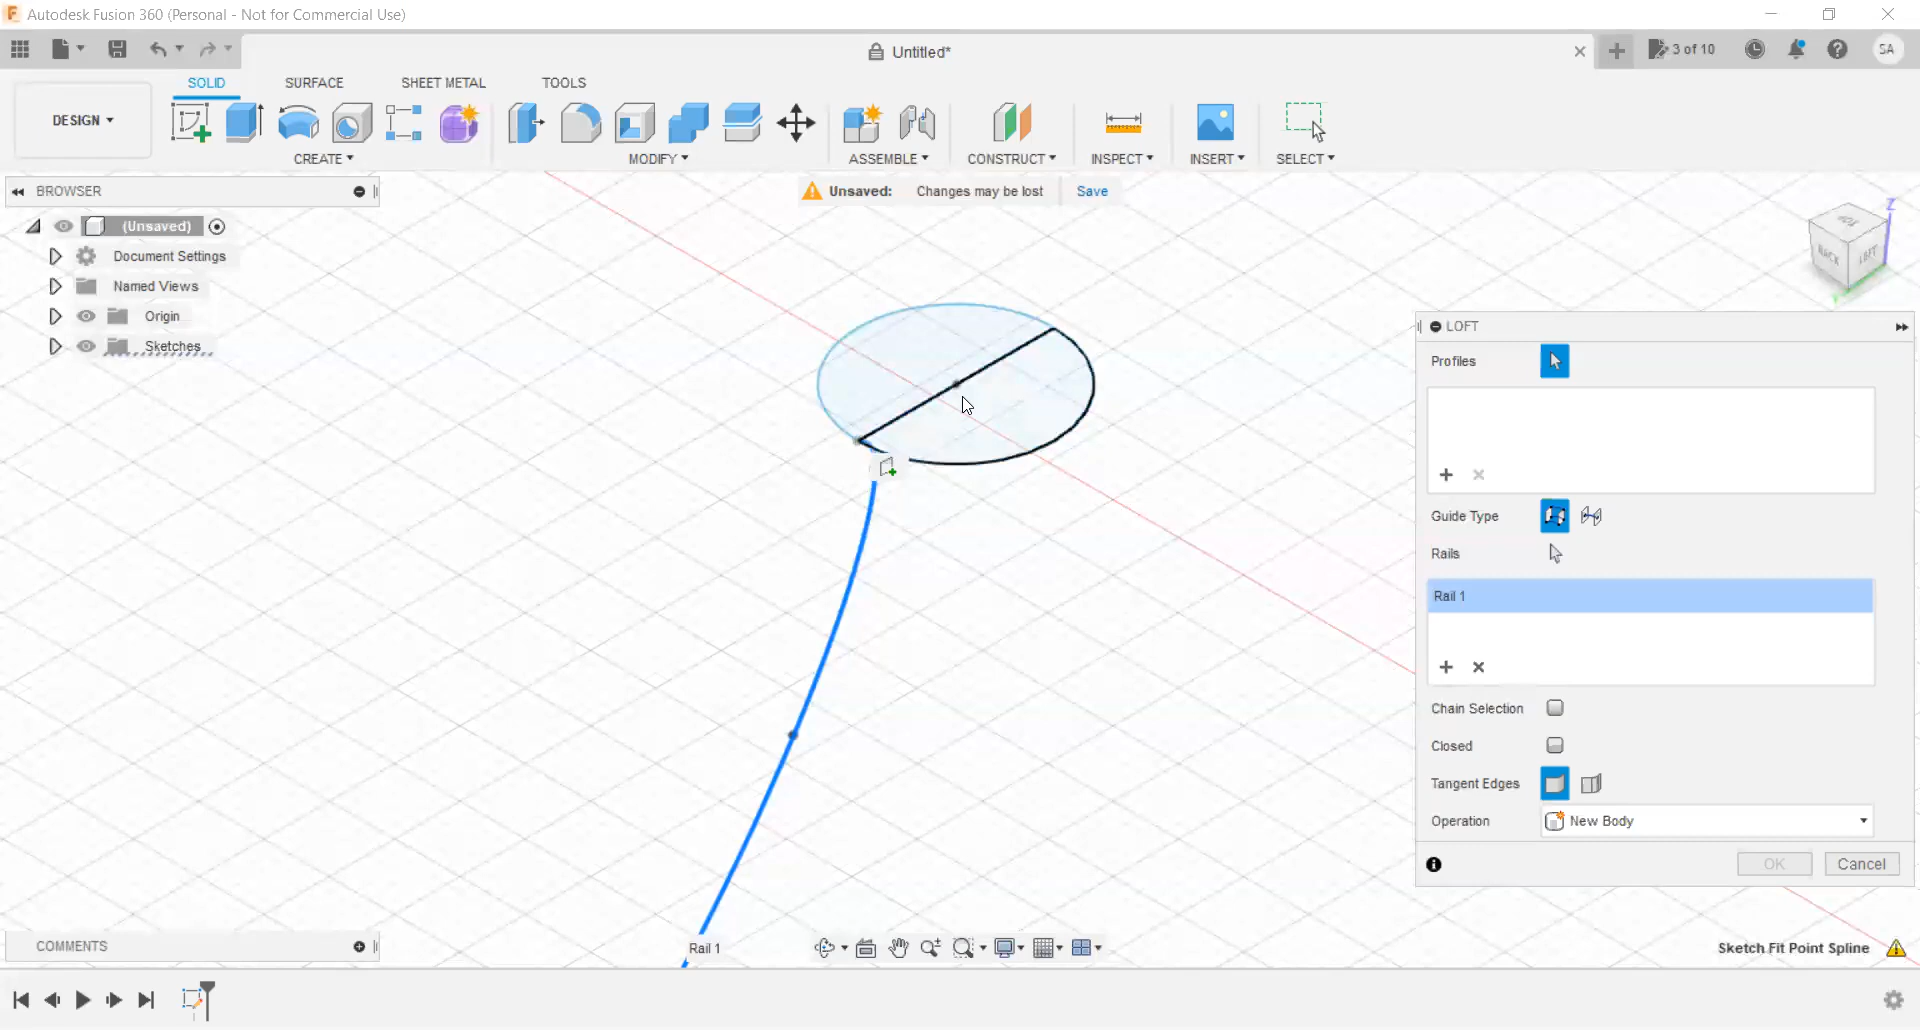 Autodesk Fusion 360 (Personal - Not for Commercial Use)
Untitled*
3 of 10
SA
DESIGN
SOLID
SURFACE
SHEET METAL
TOOLS
CREATE
MODIFY
ASSEMBLE
CONSTRUCT
INSPECT
INSERT
SELECT
BROWSER
Unsaved: Changes may be lost Save
(Unsaved)
Document Settings
Named Views
Origin
Sketches
Z
TOP
BACK
LEFT
Y
LOFT
Profiles
Guide Type
Rails
Rail 1
Chain Selection
Closed
Tangent Edges
Operation New Body
OK Cancel
COMMENTS
Rail 1
Sketch Fit Point Spline